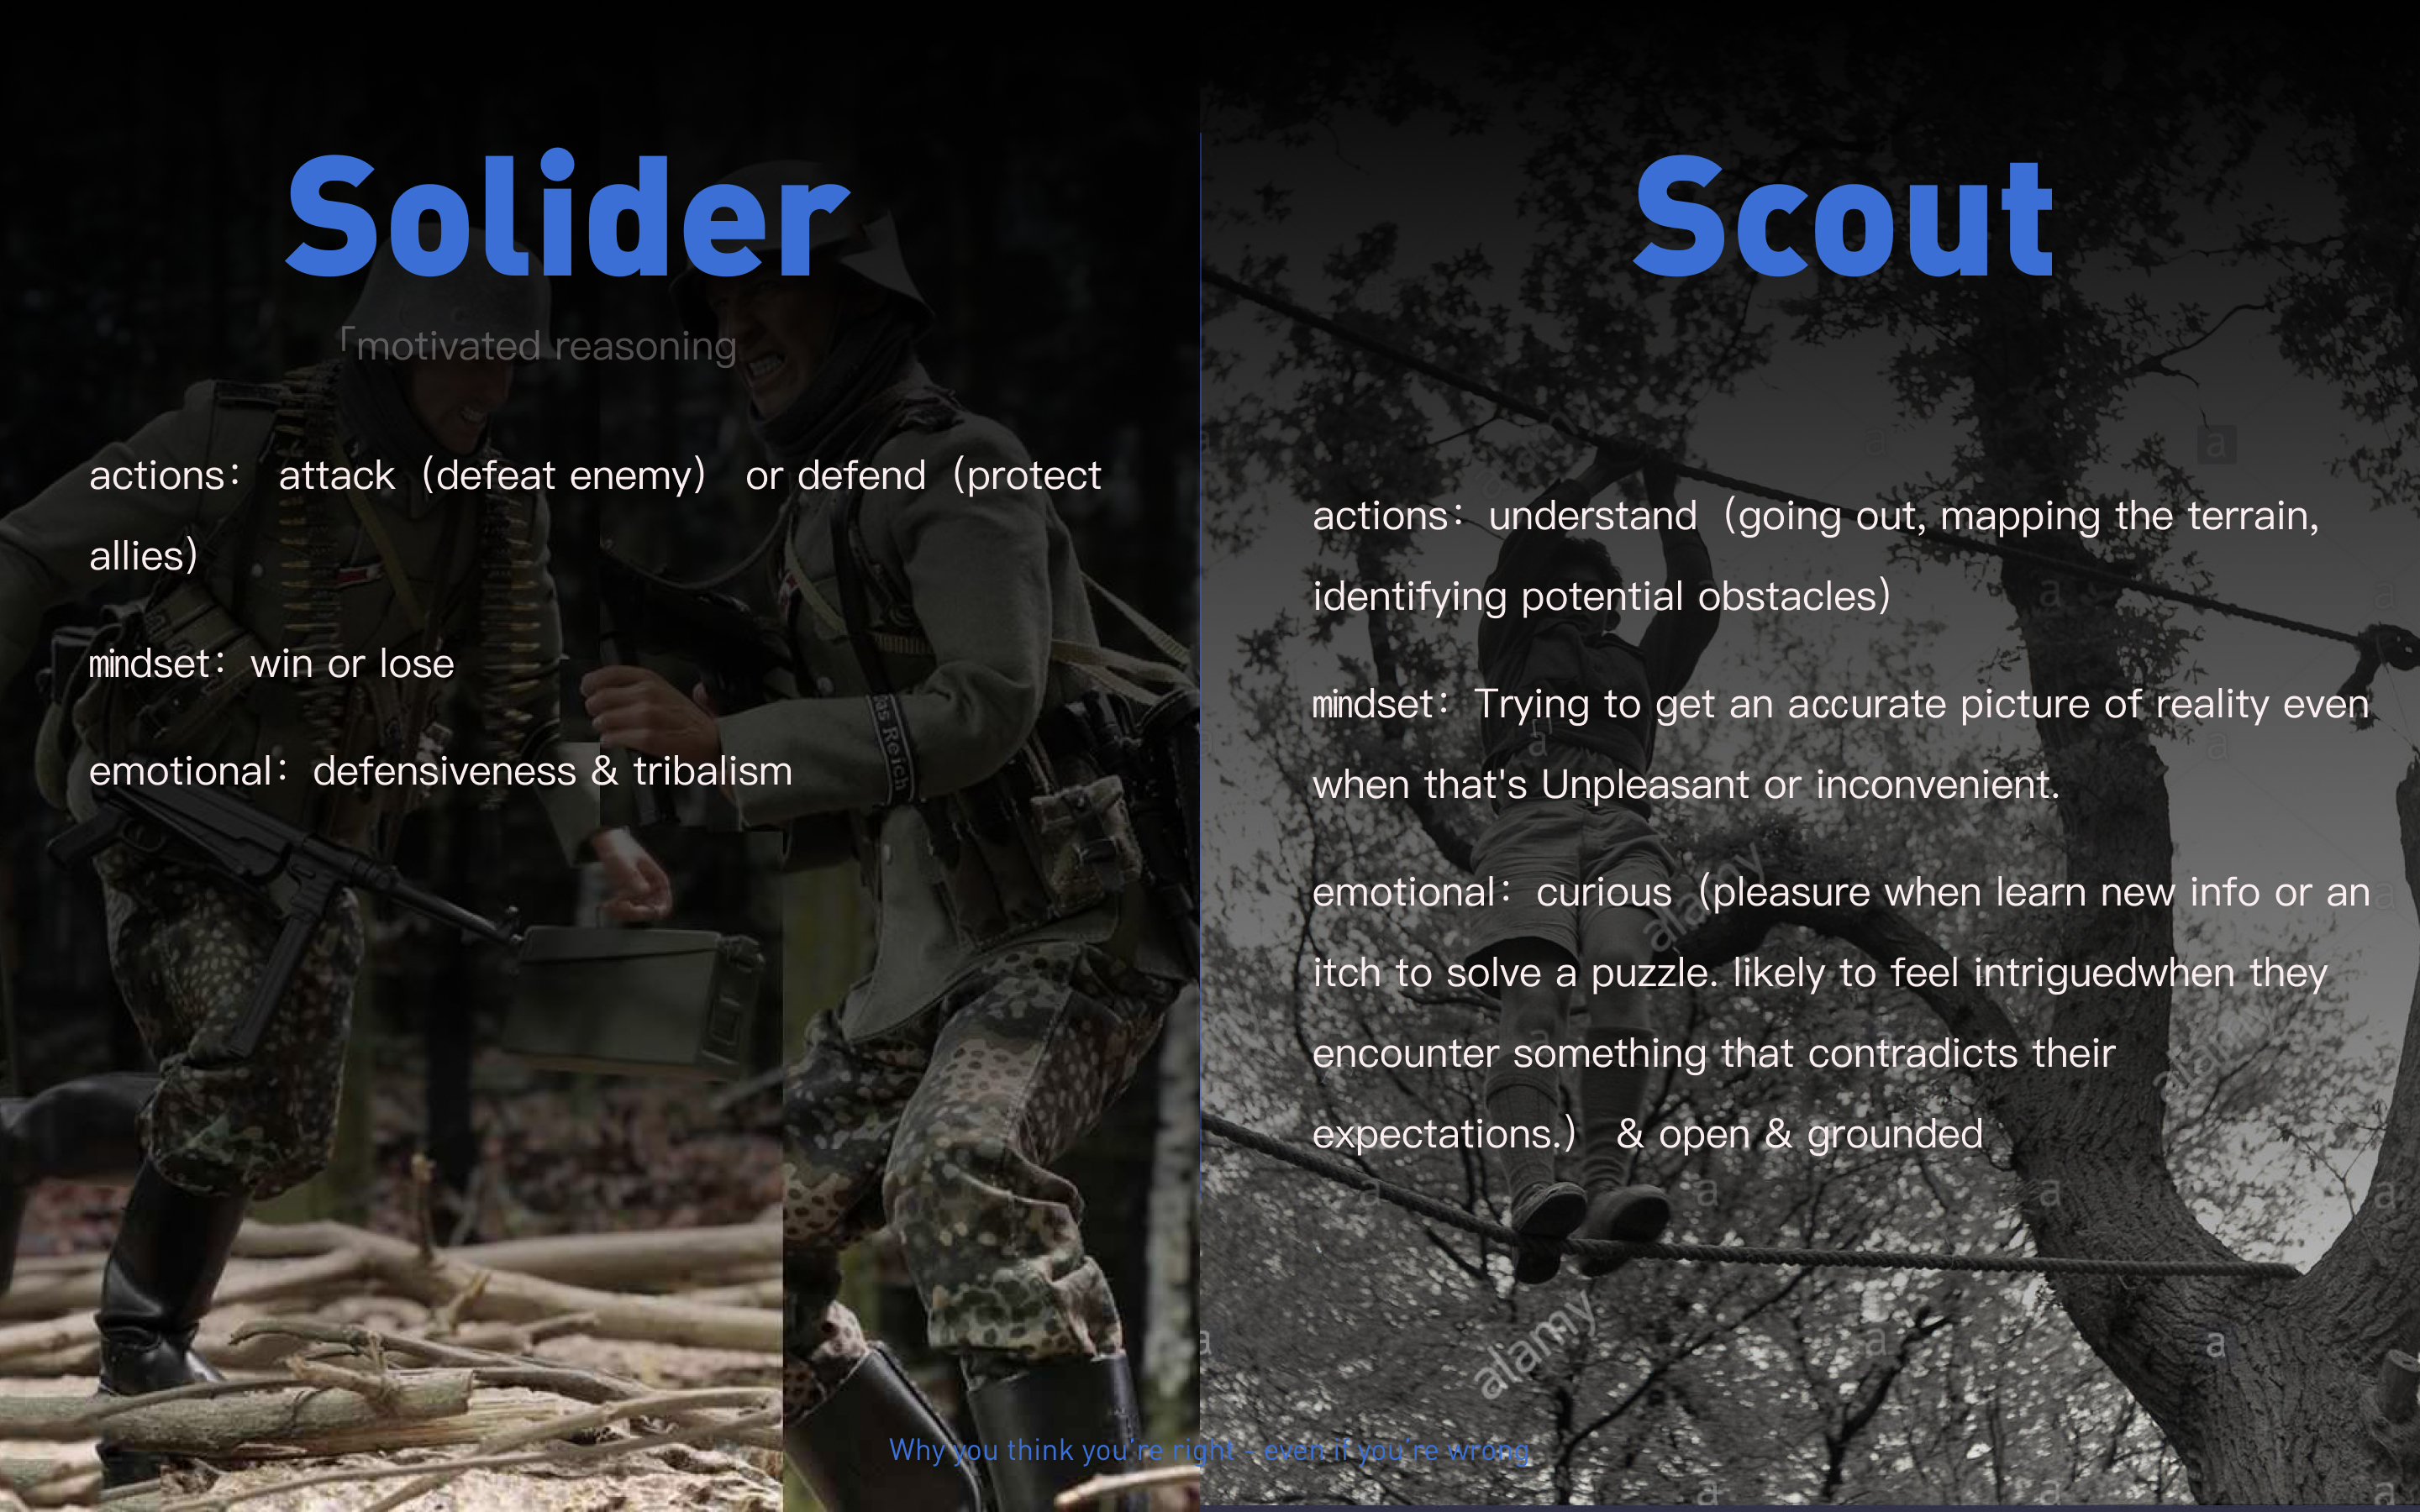 Solider
「motivated reasoning
actions： attack（defeat enemy） or defend（protect
allies）
mindset：win or lose
emotional：defensiveness & tribalism
as Reich
Scout
actions：understand（going out, mapping the terrain,
identifying potential obstacles）
mindset：Trying to get an accurate picture of reality even
when that's Unpleasant or inconvenient.
emotional：curious（pleasure when learn new info or an
itch to solve a puzzle. likely to feel intriguedwhen they
encounter something that contradicts their
expectations.） & open & grounded
alamy
alamy
alamy
Why you think you're right - even if you're wrong